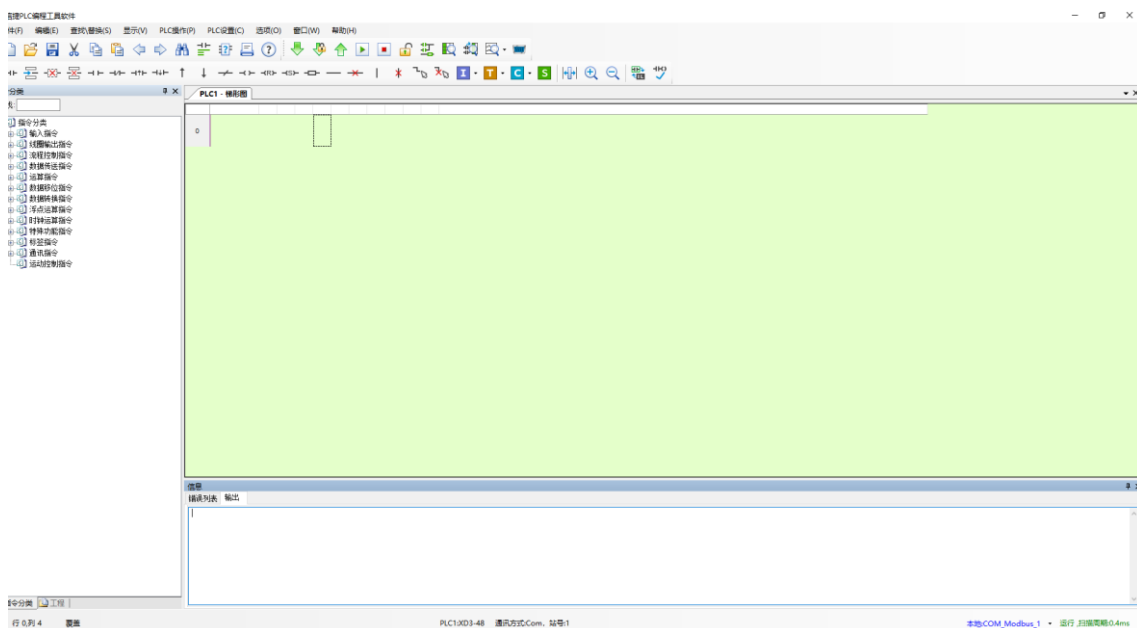 信捷PLC编程工具软件
件(F) 编辑(E) 查找\替换(S) 显示(V) PLC操作(P) PLC设置(C) 选项(O) 窗口(W) 帮助(H)
I T C S
分类
PLC1 - 梯形图
指令分类
输入指令
线圈输出指令
流程控制指令
数据传送指令
运算指令
数据移位指令
数据转换指令
浮点运算指令
时钟运算指令
特殊功能指令
标签指令
通讯指令
运动控制指令
0
信息
错误列表 输出
指令分类 工程
行 0,列 4 覆盖 PLC1:XD3-48 通讯方式:Com，站号:1 本地:COM_Modbus_1 运行 ,扫描周期:0.4ms